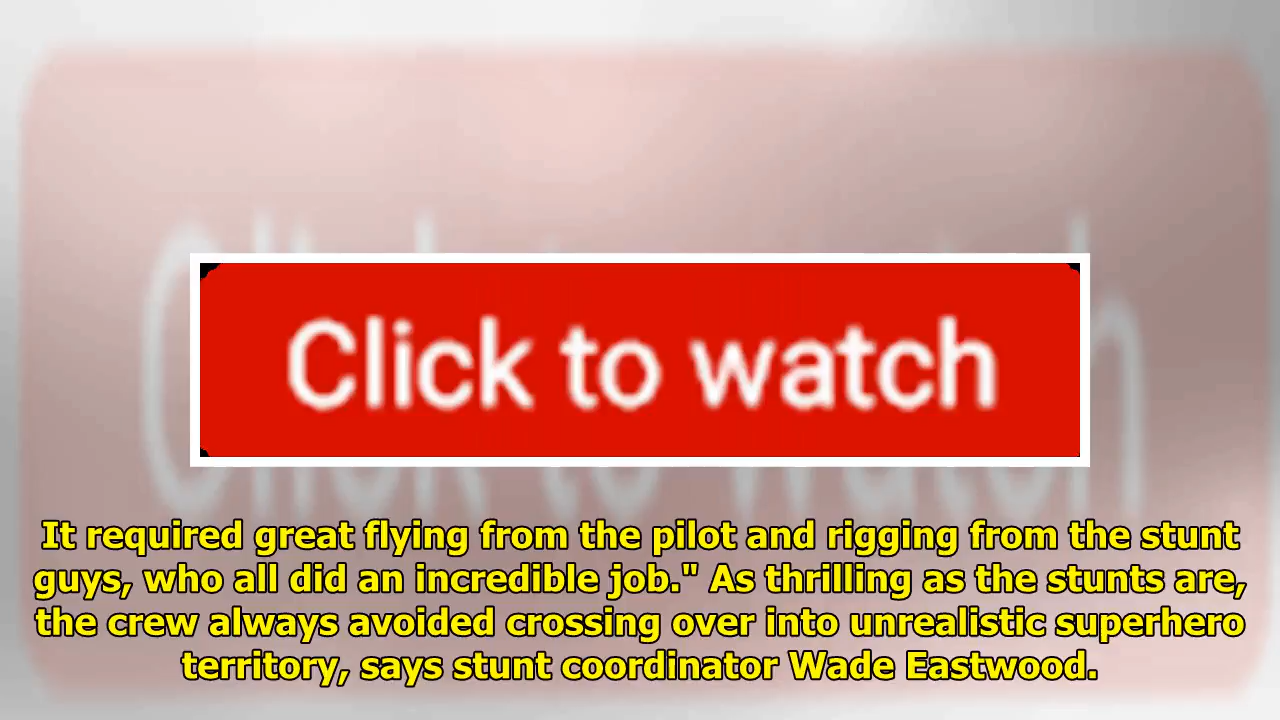 Click to watch
It required great flying from the pilot and rigging from the stunt
guys, who all did an incredible job." As thrilling as the stunts are,
the crew always avoided crossing over into unrealistic superhero
territory, says stunt coordinator Wade Eastwood.